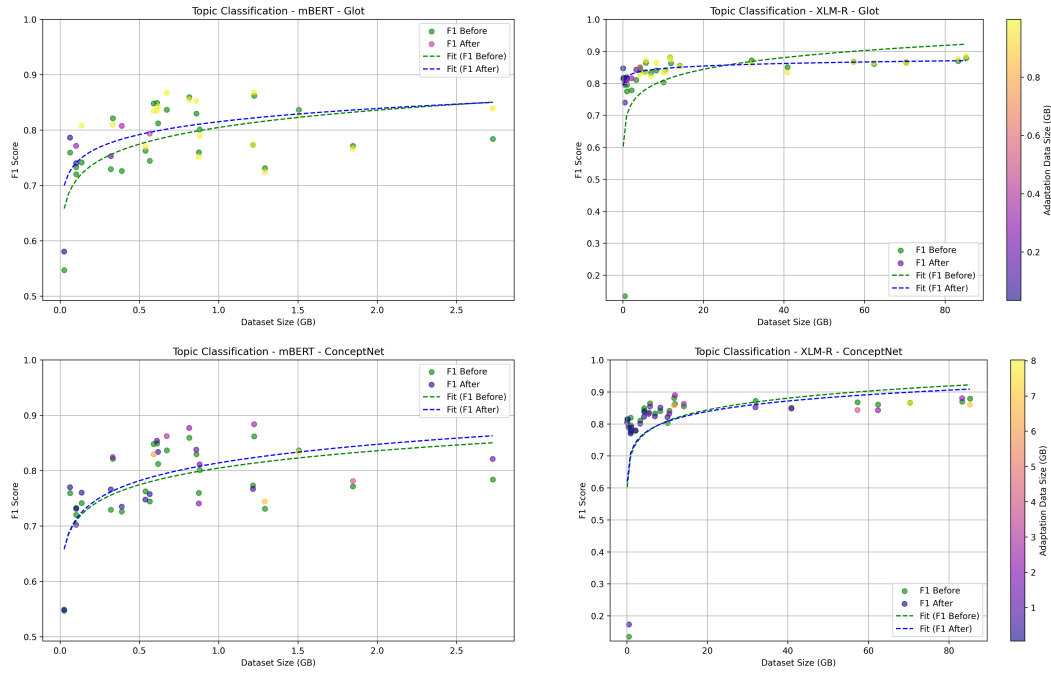 Topic Classification - mBERT - Glot
F1 Score
1.0
0.9
0.8
0.7
0.6
0.5
0.0
0.5
1.0
1.5
2.0
2.5
Dataset Size (GB)
F1 Before
F1 After
Fit (F1 Before)
Fit (F1 After)
Topic Classification - XLM-R - Glot
F1 Score
1.0
0.9
0.8
0.7
0.6
0.5
0.4
0.3
0.2
0
20
40
60
80
Dataset Size (GB)
F1 Before
F1 After
Fit (F1 Before)
Fit (F1 After)
0.8
0.6
0.4
0.2
Adaptation Data Size (GB)
Topic Classification - mBERT - ConceptNet
F1 Score
1.0
0.9
0.8
0.7
0.6
0.5
0.0
0.5
1.0
1.5
2.0
2.5
Dataset Size (GB)
F1 Before
F1 After
Fit (F1 Before)
Fit (F1 After)
Topic Classification - XLM-R - ConceptNet
F1 Score
1.0
0.9
0.8
0.7
0.6
0.5
0.4
0.3
0.2
0
20
40
60
80
Dataset Size (GB)
F1 Before
F1 After
Fit (F1 Before)
Fit (F1 After)
8
7
6
5
4
3
2
1
Adaptation Data Size (GB)